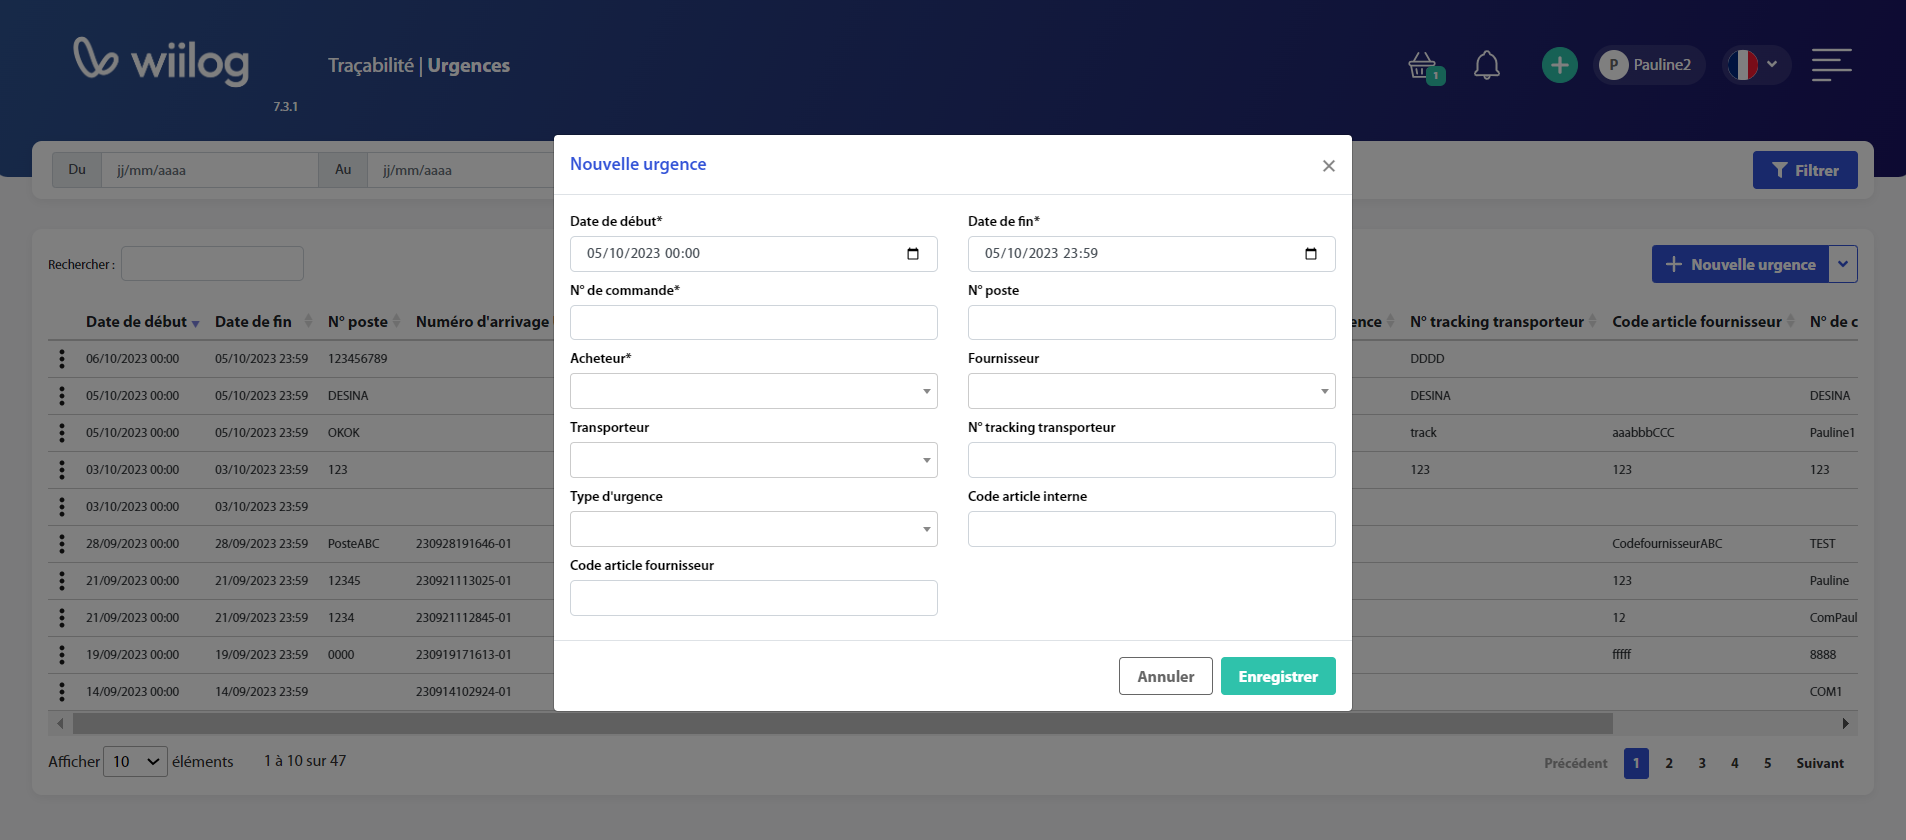 wiilog
7.3.1
Traçabilité | Urgences
1
P Pauline2
Du jj/mm/aaaa Au jj/mm/aaaa
Filtrer
Rechercher :
Nouvelle urgence
Date de début Date de fin N° poste Numéro d'arrivage ence N° tracking transporteur Code article fournisseur N° de c
06/10/2023 00:00 05/10/2023 23:59 123456789 DDDD
05/10/2023 00:00 05/10/2023 23:59 DESINA DESINA DESINA
05/10/2023 00:00 05/10/2023 23:59 OKOK track aaabbbCCC Pauline1
03/10/2023 00:00 03/10/2023 23:59 123 123 123 123
03/10/2023 00:00 03/10/2023 23:59
28/09/2023 00:00 28/09/2023 23:59 PosteABC 230928191646-01 CodefournisseurABC TEST
21/09/2023 00:00 21/09/2023 23:59 12345 230921113025-01 123 Pauline
21/09/2023 00:00 21/09/2023 23:59 1234 230921112845-01 12 ComPaul
19/09/2023 00:00 19/09/2023 23:59 0000 230919171613-01 fffff 8888
14/09/2023 00:00 14/09/2023 23:59 230914102924-01 COM1
Afficher 10 éléments 1 à 10 sur 47
Précédent 1 2 3 4 5 Suivant
Nouvelle urgence
Date de début* Date de fin*
05/10/2023 00:00 05/10/2023 23:59
N° de commande* N° poste
Acheteur* Fournisseur
Transporteur N° tracking transporteur
Type d'urgence Code article interne
Code article fournisseur
Annuler Enregistrer